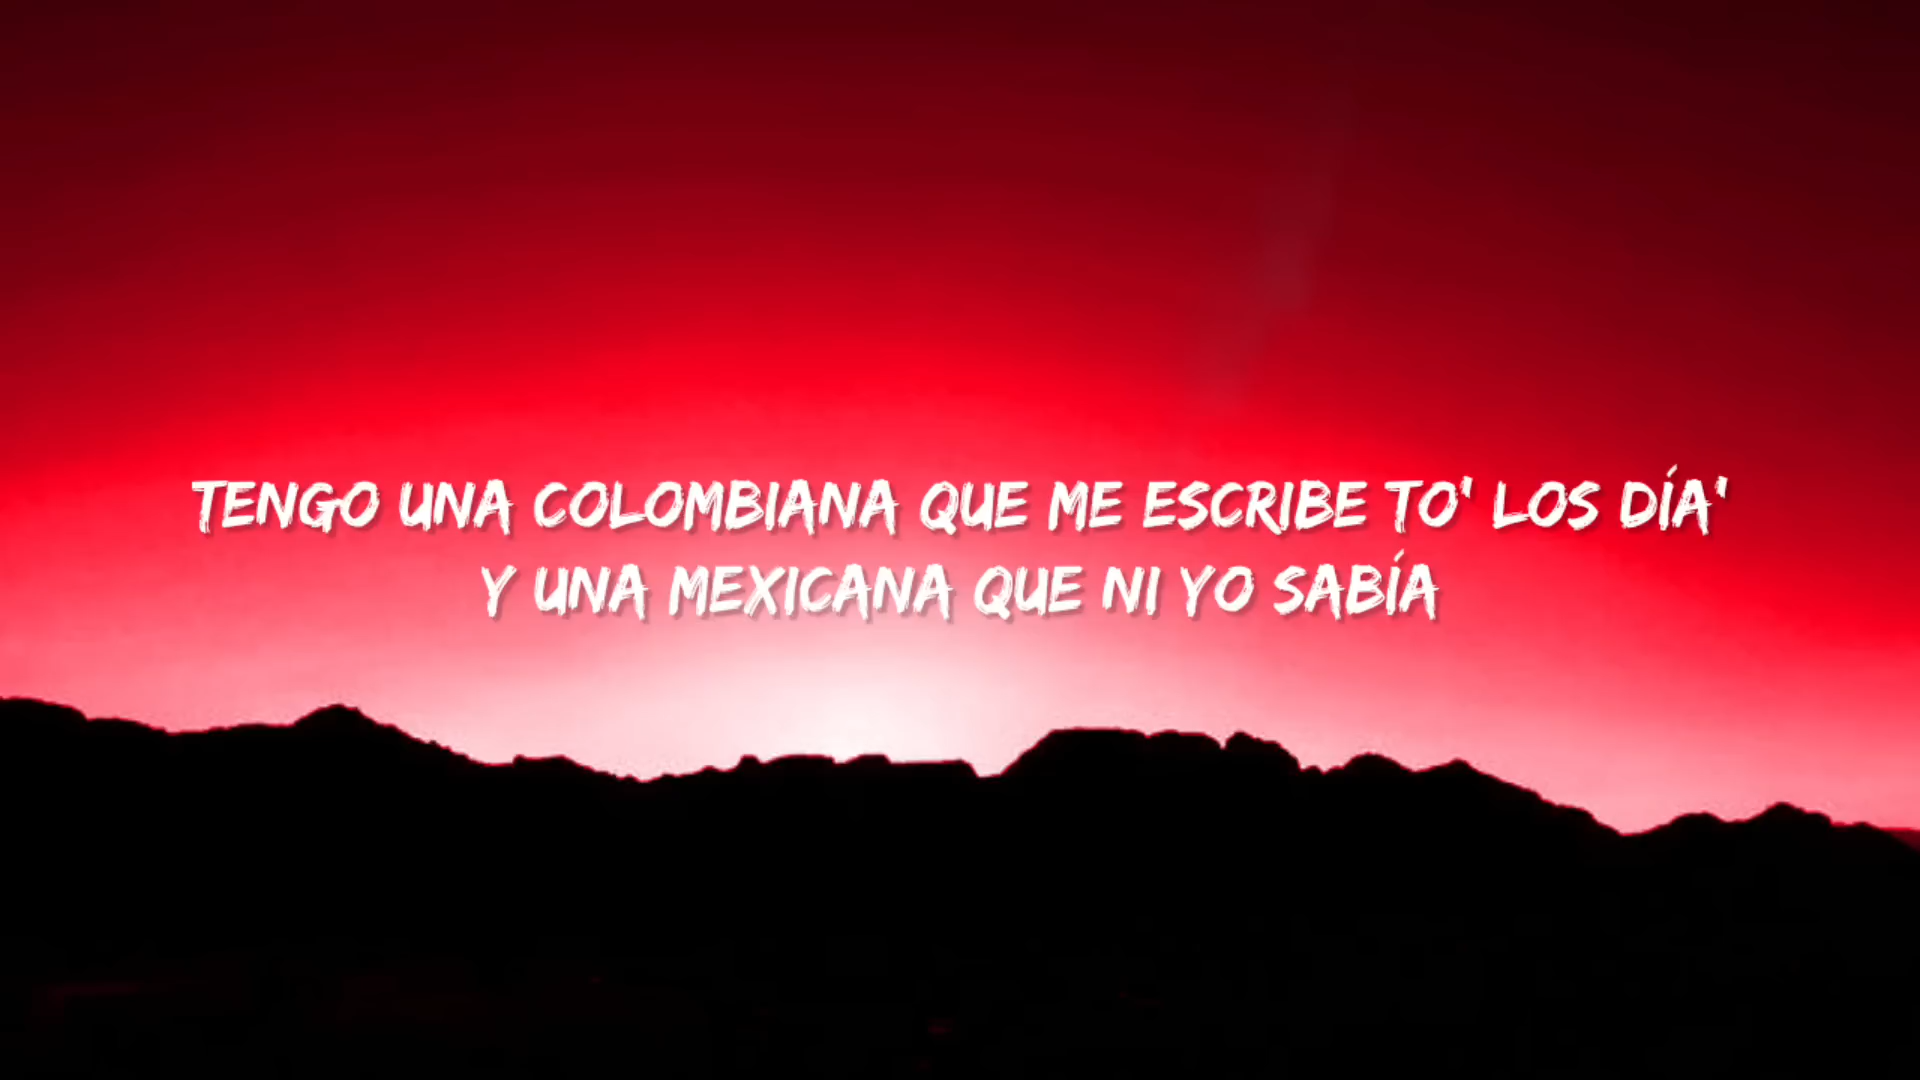 TENGO UNA COLOMBIANA QUE ME ESCRIBE TO' LOS DÍA'
Y UNA MEXICANA QUE NI YO SABÍA